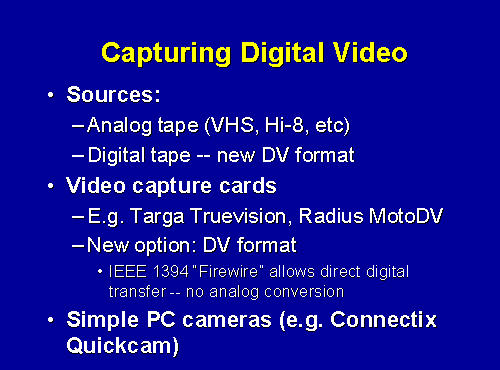 Capturing Digital Video
• Sources:
–Analog tape (VHS, Hi-8, etc)
–Digital tape -- new DV format
• Video capture cards
–E.g. Targa Truevision, Radius MotoDV
–New option: DV format
• IEEE 1394 “Firewire” allows direct digital
transfer -- no analog conversion
• Simple PC cameras (e.g. Connectix
Quickcam)